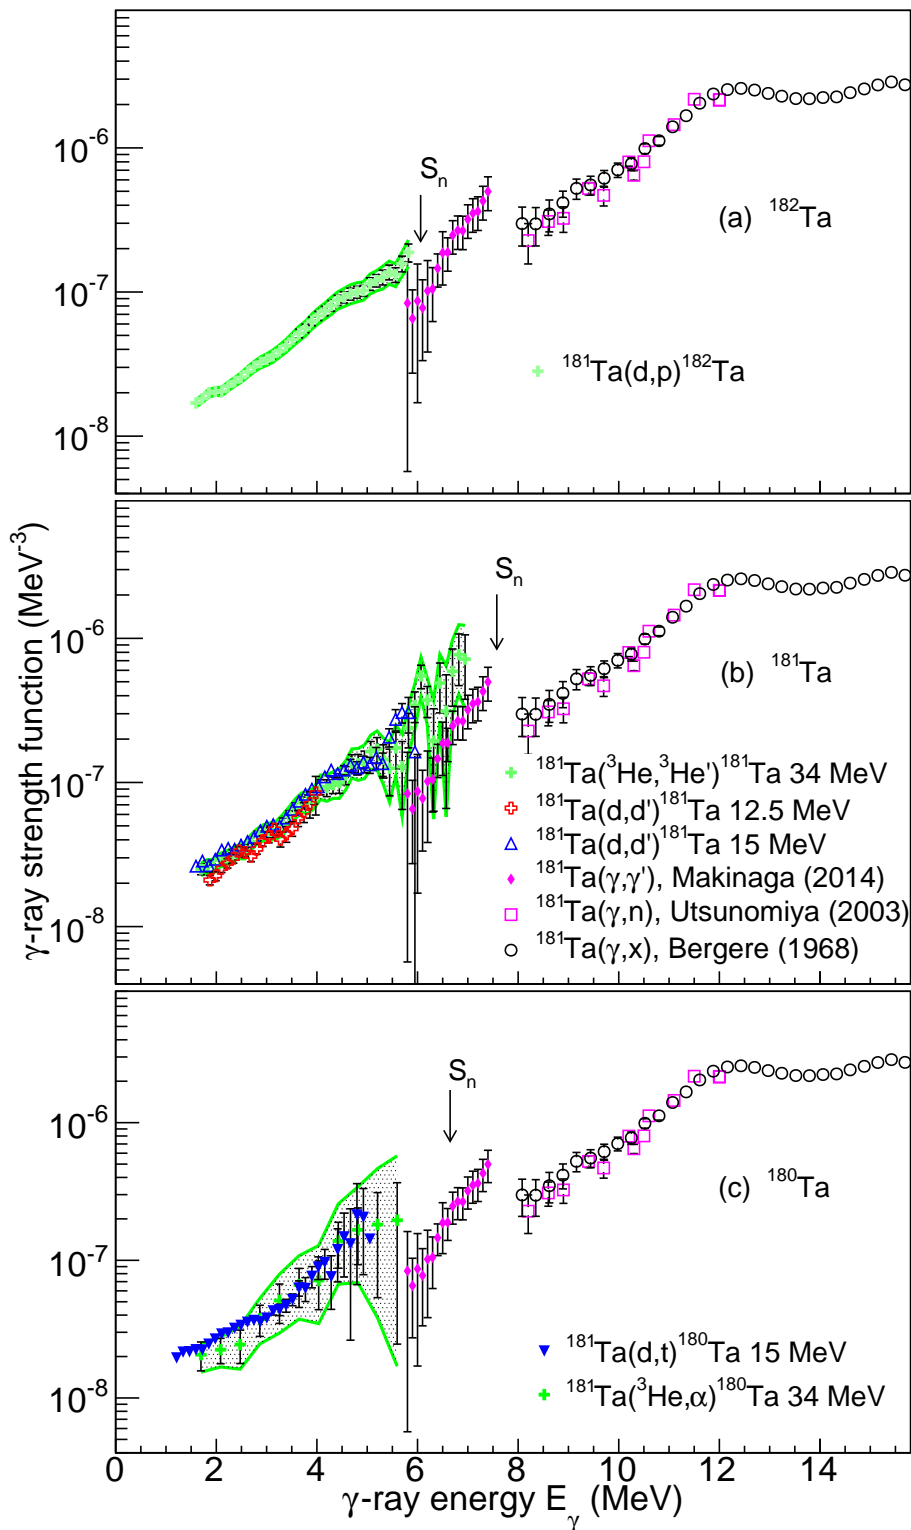 γ-ray strength function (MeV⁻³)
10⁻⁶
10⁻⁷
10⁻⁸
Sₙ
(a) ¹⁸²Ta
¹⁸¹Ta(d,p)¹⁸²Ta
10⁻⁶
10⁻⁷
10⁻⁸
Sₙ
(b) ¹⁸¹Ta
¹⁸¹Ta(³He,³He')¹⁸¹Ta 34 MeV
¹⁸¹Ta(d,d')¹⁸¹Ta 12.5 MeV
¹⁸¹Ta(d,d')¹⁸¹Ta 15 MeV
¹⁸¹Ta(γ,γ'), Makinaga (2014)
¹⁸¹Ta(γ,n), Utsunomiya (2003)
¹⁸¹Ta(γ,x), Bergere (1968)
10⁻⁶
10⁻⁷
10⁻⁸
Sₙ
(c) ¹⁸⁰Ta
¹⁸¹Ta(d,t)¹⁸⁰Ta 15 MeV
¹⁸¹Ta(³He,α)¹⁸⁰Ta 34 MeV
0 2 4 6 8 10 12 14
γ-ray energy E_γ (MeV)